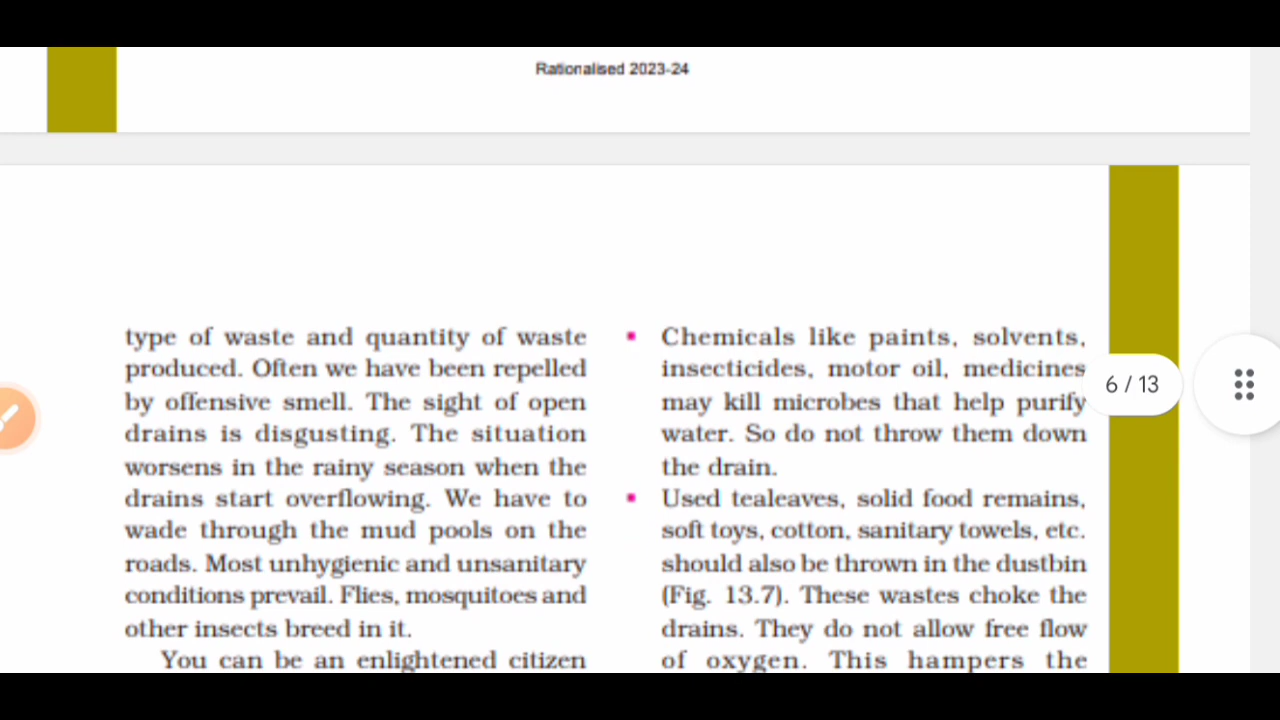 Rationalised 2023-24
type of waste and quantity of waste
produced. Often we have been repelled
by offensive smell. The sight of open
drains is disgusting. The situation
worsens in the rainy season when the
drains start overflowing. We have to
wade through the mud pools on the
roads. Most unhygienic and unsanitary
conditions prevail. Flies, mosquitoes and
other insects breed in it.
You can be an enlightened citizen
Chemicals like paints, solvents,
insecticides, motor oil, medicines
may kill microbes that help purify
water. So do not throw them down
the drain.
Used tealeaves, solid food remains,
soft toys, cotton, sanitary towels, etc.
should also be thrown in the dustbin
(Fig. 13.7). These wastes choke the
drains. They do not allow free flow
of oxygen. This hampers the
6 / 13